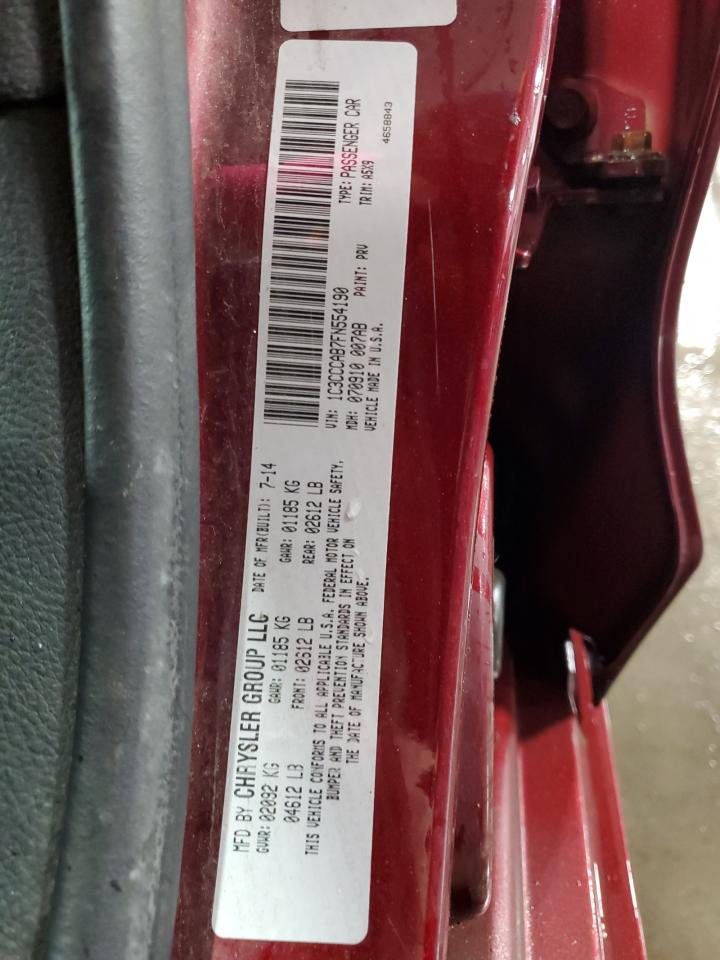 MFD BY CHRYSLER GROUP LLC DATE OF MFR(BUILT): 7-14
GVWR: 02092 KG GAWR: 01185 KG GAWR: 01185 KG
04612 LB FRONT: 02612 LB REAR: 02612 LB
THIS VEHICLE CONFORMS TO ALL APPLICABLE U.S.A. FEDERAL MOTOR VEHICLE SAFETY,
BUMPER AND THEFT PREVENTION STANDARDS IN EFFECT ON
THE DATE OF MANUFACTURE SHOWN ABOVE.
VIN: 1C3CCCAB7FN554190 TYPE: PASSENGER CAR
MDH: 070910 007AB PAINT: PRV TRIM: A5X9
VEHICLE MADE IN U.S.A. 4658843